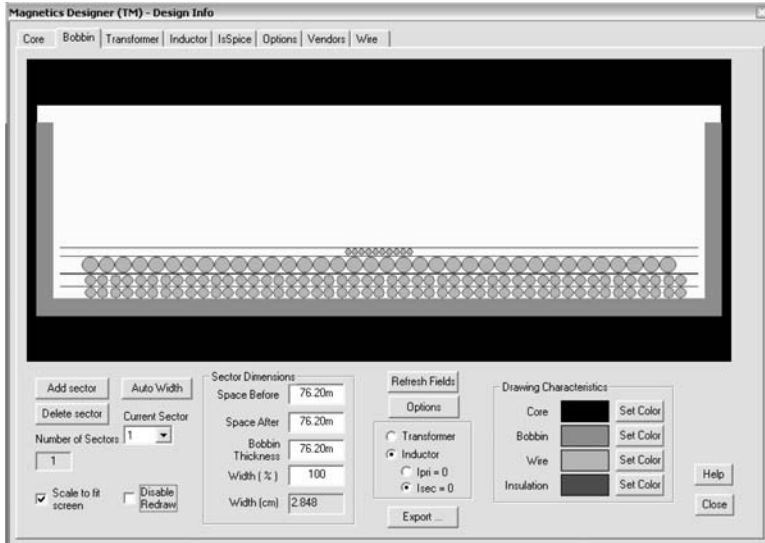 Magnetics Designer (TM) - Design Info
Core Bobbin Transformer Inductor IsSpice Options Vendors Wire
Add sector Auto Width
Delete sector
Current Sector
Number of Sectors 1
1
Scale to fit screen
Disable Redraw
Sector Dimensions
Space Before 76.20m
Space After 76.20m
Bobbin Thickness 76.20m
Width ( % ) 100
Width (cm) 2.848
Refresh Fields
Options
Transformer
Inductor
Ipri = 0
Isec = 0
Export ...
Drawing Characteristics
Core Set Color
Bobbin Set Color
Wire Set Color
Insulation Set Color
Help
Close